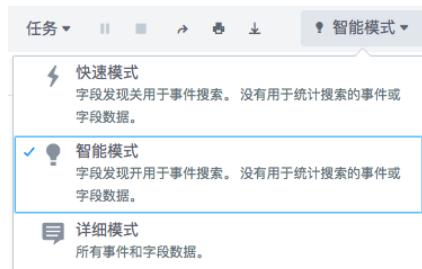 任务 智能模式
快速模式
字段发现关用于事件搜索。没有用于统计搜索的事件或
字段数据。
智能模式
字段发现开用于事件搜索。没有用于统计搜索的事件或
字段数据。
详细模式
所有事件和字段数据。